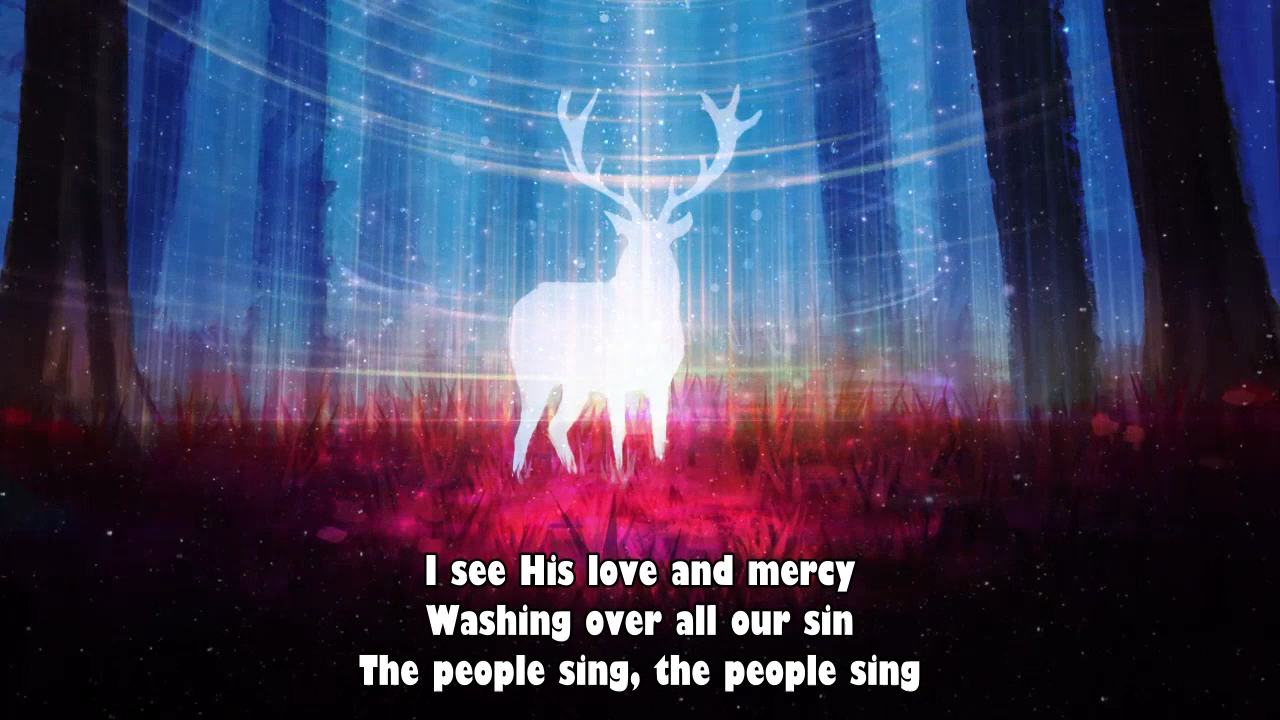 I see His love and mercy
Washing over all our sin
The people sing, the people sing